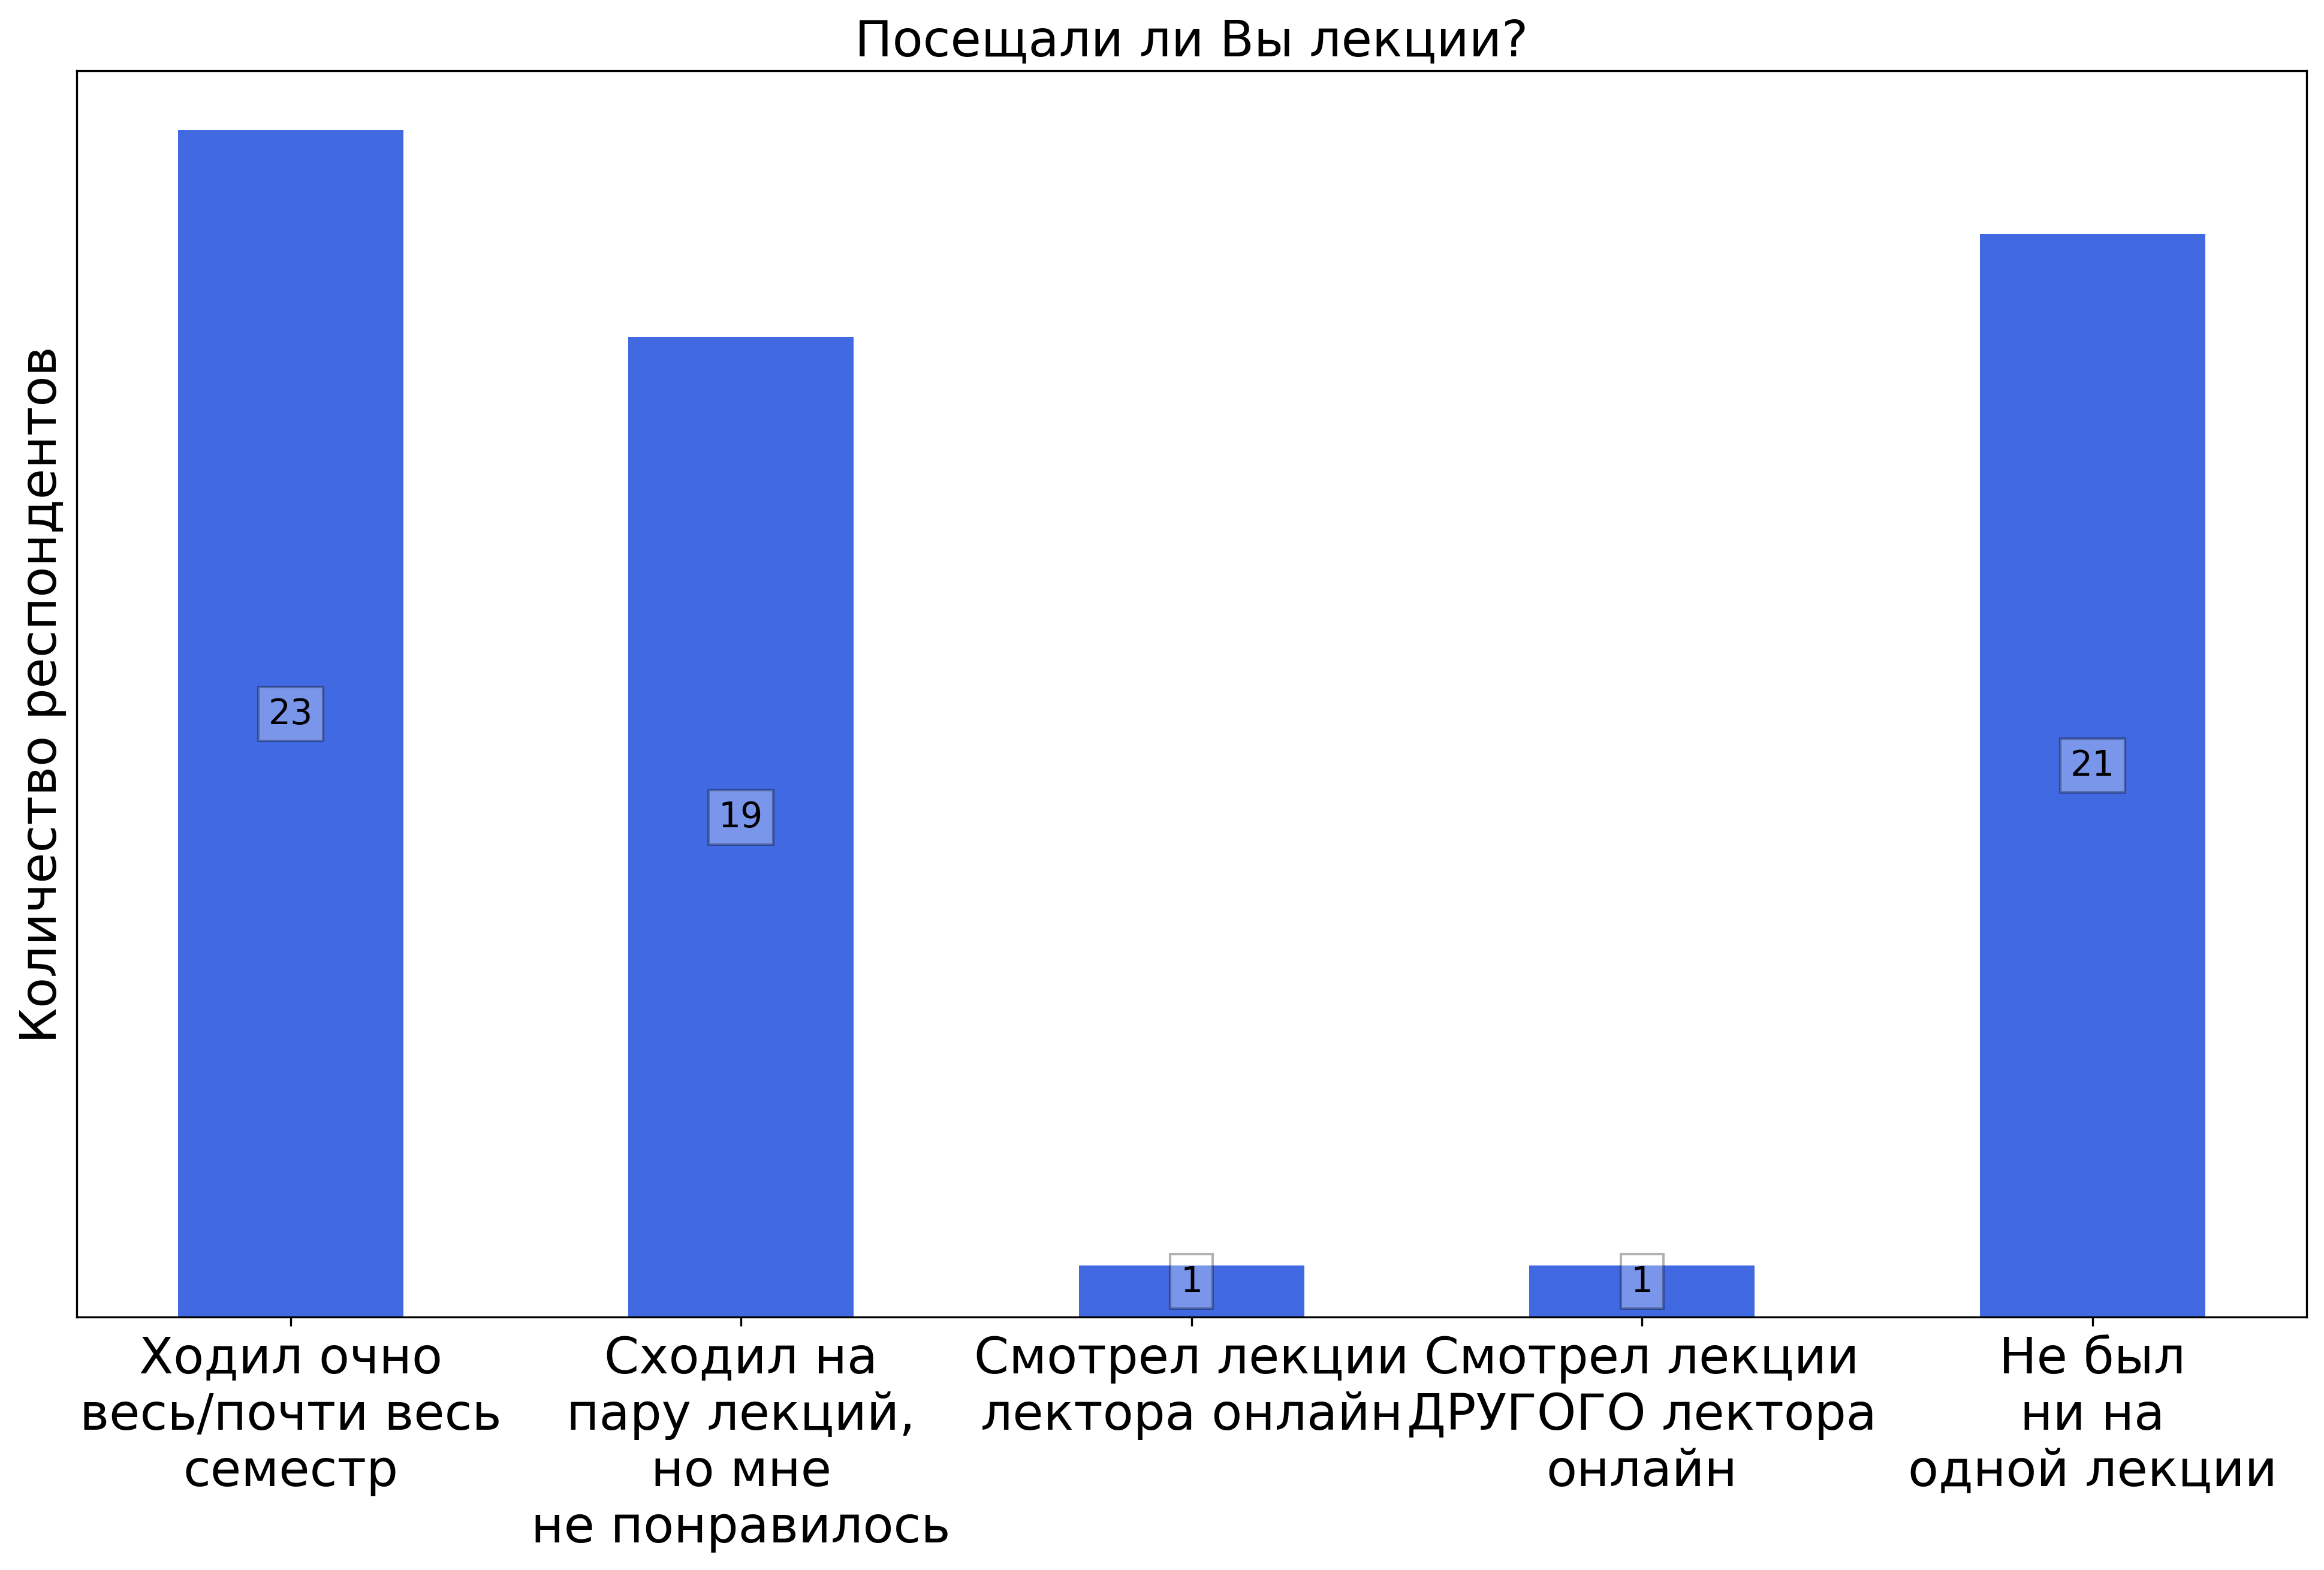 Посещали ли Вы лекции?
Количество респондентов
23
19
1
1
21
Ходил очно
весь/почти весь
семестр
Сходил на
пару лекций,
но мне
не понравилось
Смотрел лекции
лектора онлайн
Смотрел лекции
ДРУГОГО лектора
онлайн
Не был
ни на
одной лекции